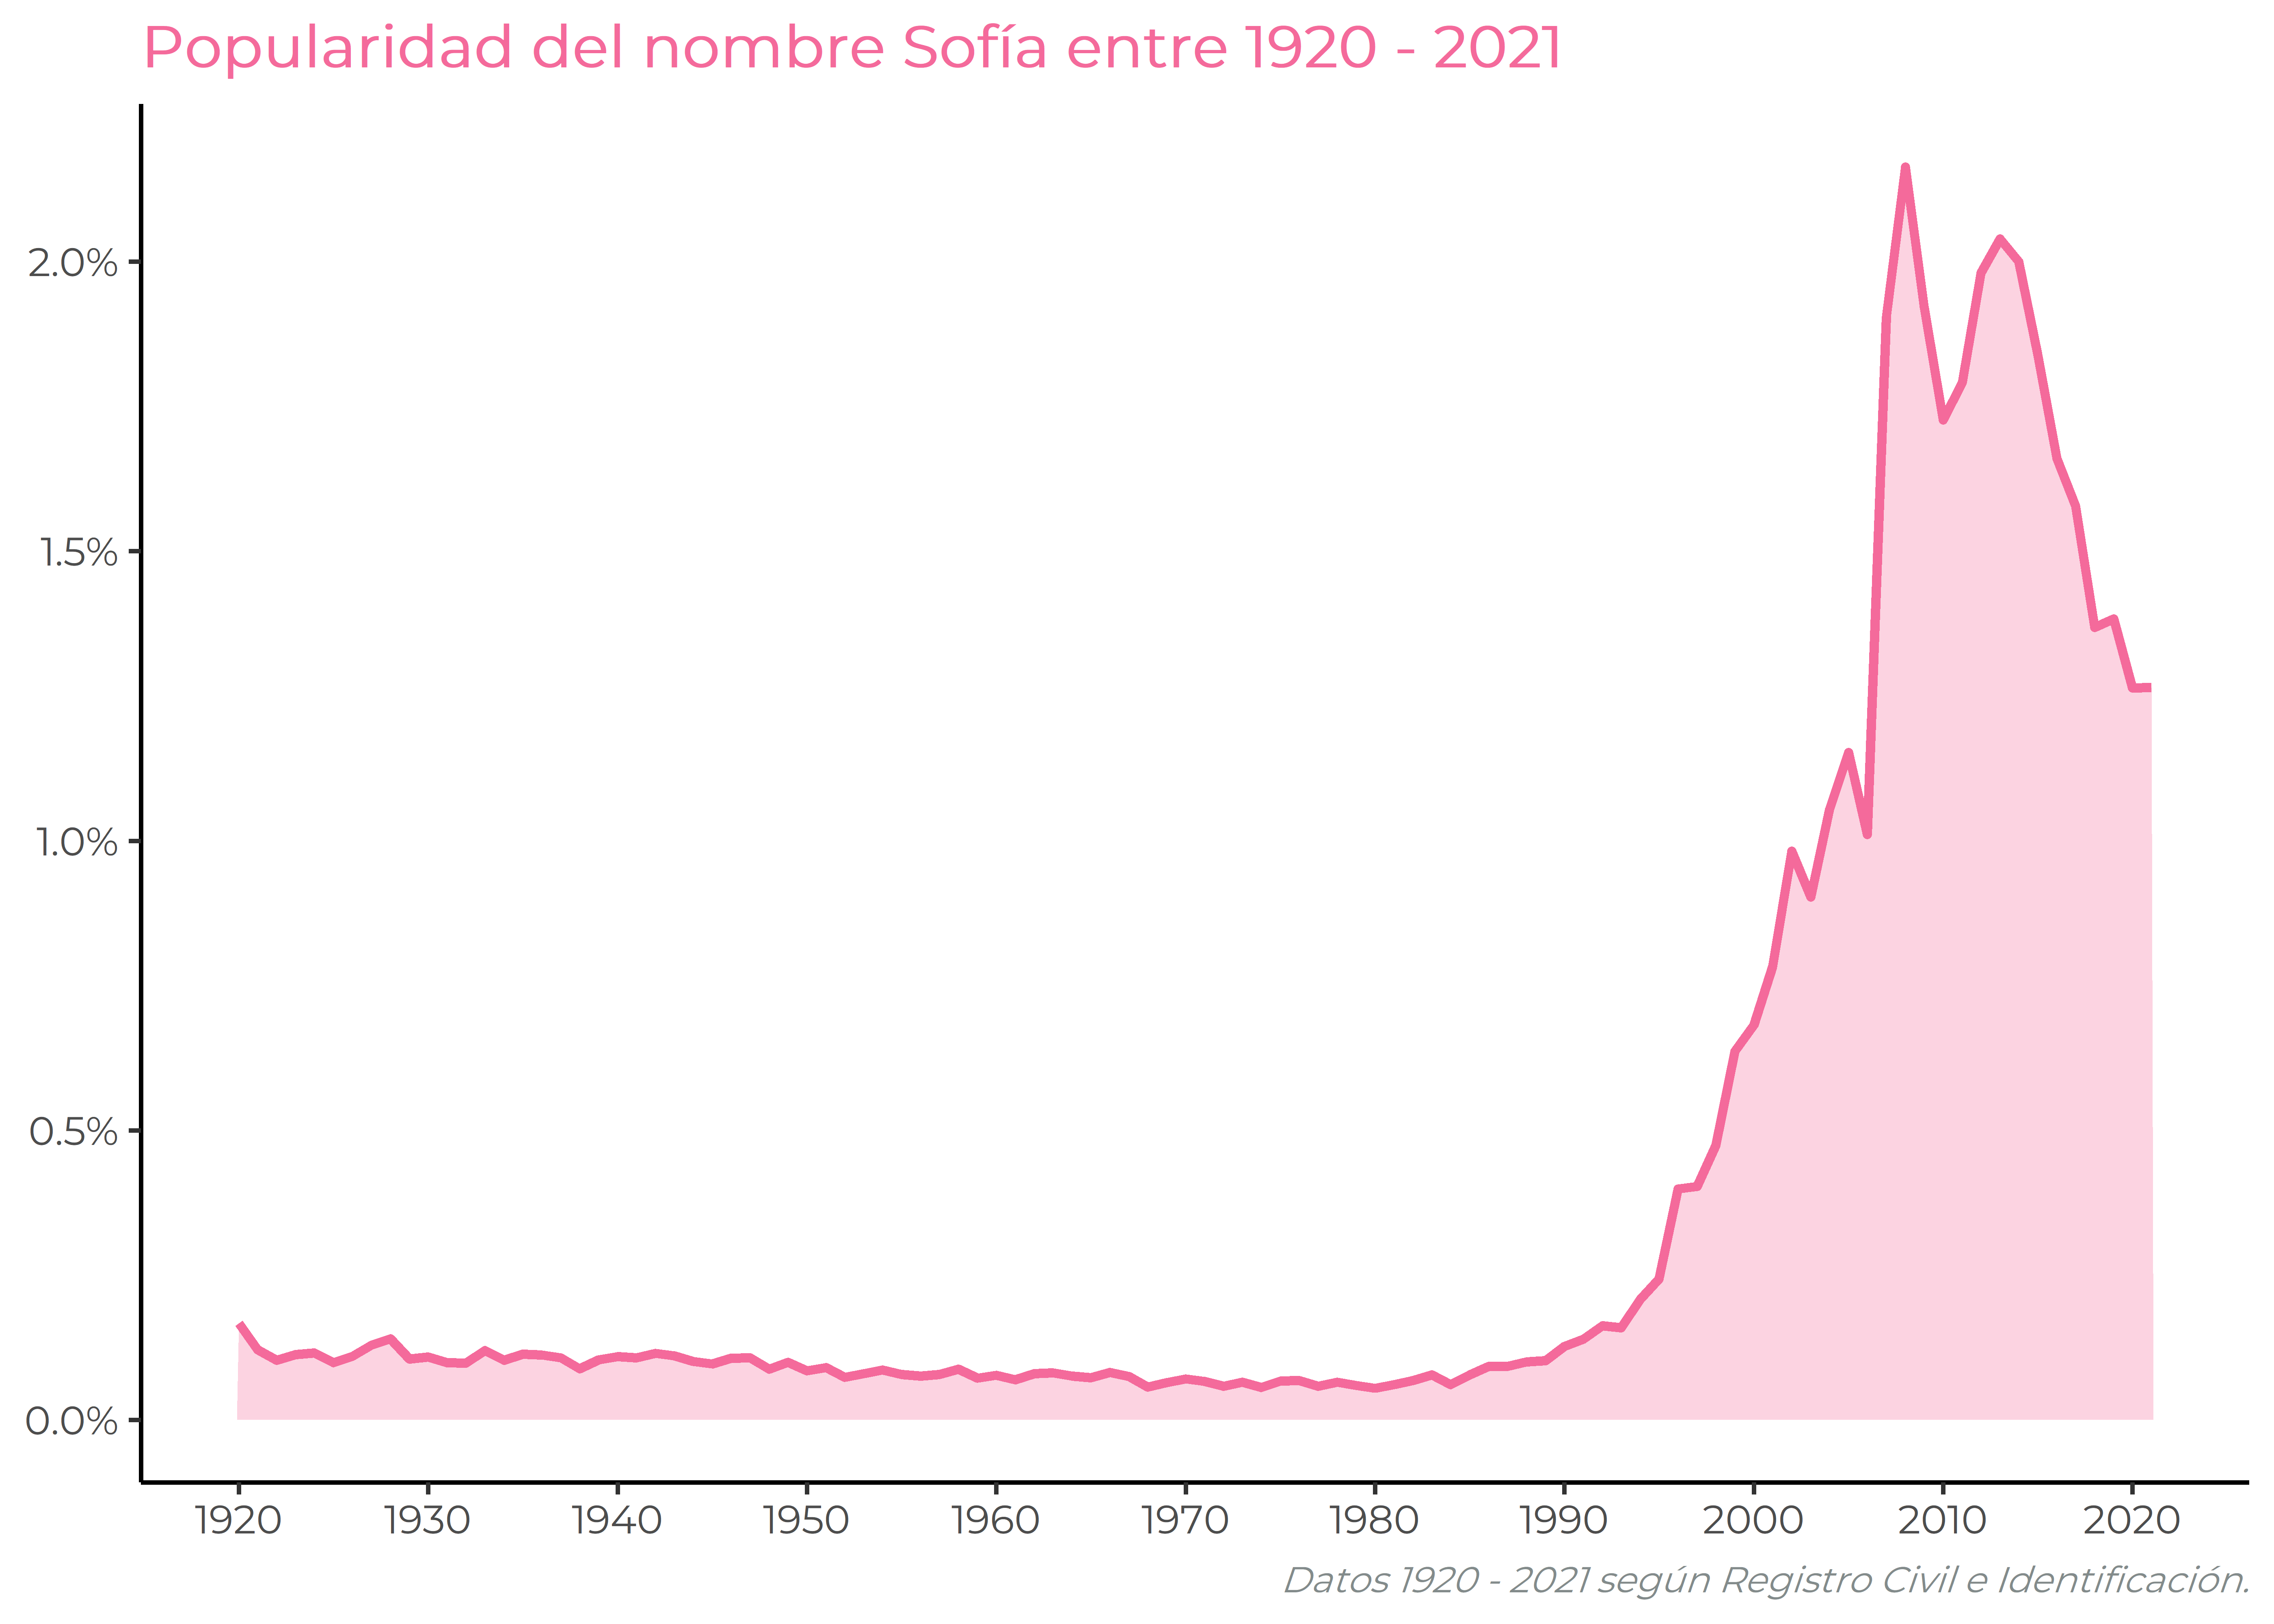 Popularidad del nombre Sofía entre 1920 - 2021
2.0%
1.5%
1.0%
0.5%
0.0%
1920 1930 1940 1950 1960 1970 1980 1990 2000 2010 2020
Datos 1920 - 2021 según Registro Civil e Identificación.